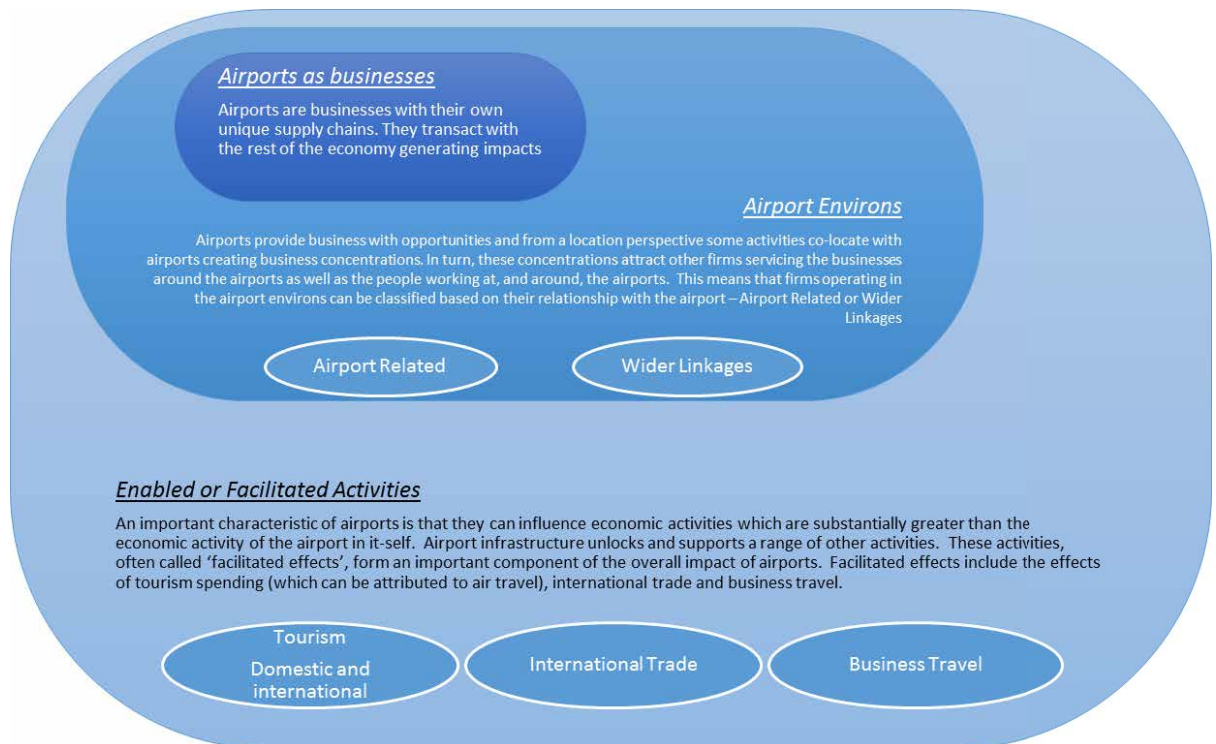 Airports as businesses
Airports are businesses with their own
unique supply chains. They transact with
the rest of the economy generating impacts
Airport Environs
Airports provide business with opportunities and from a location perspective some activities co-locate with
airports creating business concentrations. In turn, these concentrations attract other firms servicing the businesses
around the airports as well as the people working at, and around, the airports. This means that firms operating in
the airport environs can be classified based on their relationship with the airport – Airport Related or Wider
Linkages
Airport Related
Wider Linkages
Enabled or Facilitated Activities
An important characteristic of airports is that they can influence economic activities which are substantially greater than the
economic activity of the airport in it-self. Airport infrastructure unlocks and supports a range of other activities. These activities,
often called ‘facilitated effects’, form an important component of the overall impact of airports. Facilitated effects include the effects
of tourism spending (which can be attributed to air travel), international trade and business travel.
Tourism
Domestic and
international
International Trade
Business Travel